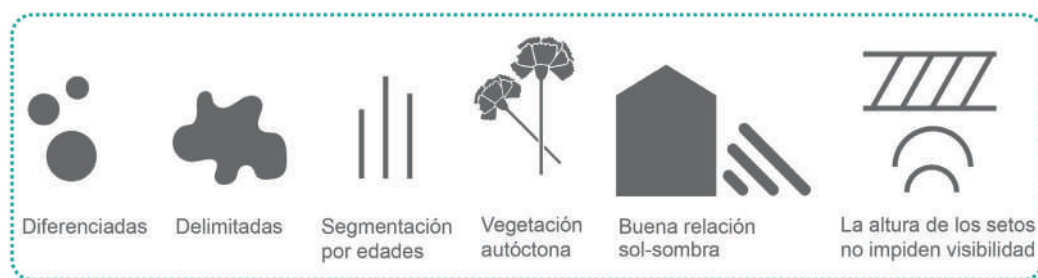 Diferenciadas
Delimitadas
Segmentación
por edades
Vegetación
autóctona
Buena relación
sol-sombra
La altura de los setos
no impiden visibilidad